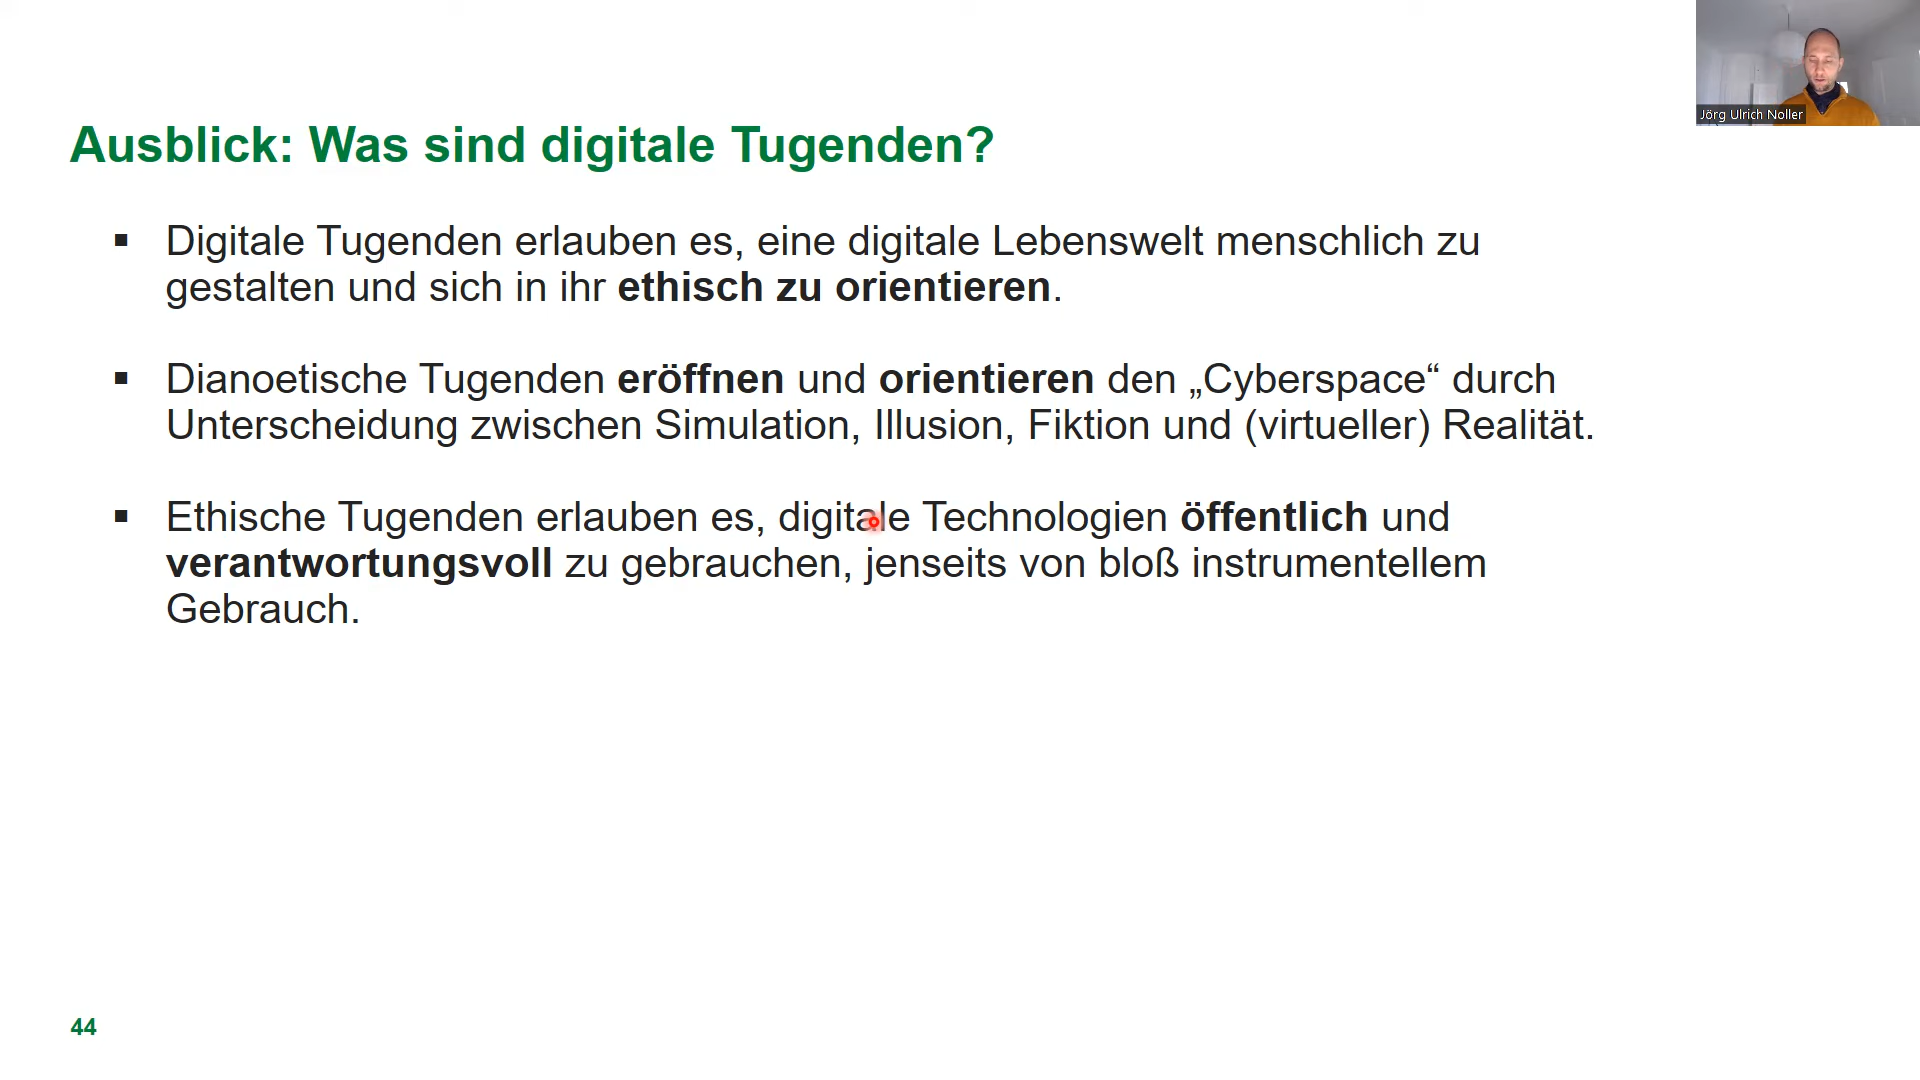 Jörg Ulrich Noller
Ausblick: Was sind digitale Tugenden?
▪ Digitale Tugenden erlauben es, eine digitale Lebenswelt menschlich zu
gestalten und sich in ihr ethisch zu orientieren.
▪ Dianoetische Tugenden eröffnen und orientieren den „Cyberspace“ durch
Unterscheidung zwischen Simulation, Illusion, Fiktion und (virtueller) Realität.
▪ Ethische Tugenden erlauben es, digitale Technologien öffentlich und
verantwortungsvoll zu gebrauchen, jenseits von bloß instrumentellem
Gebrauch.
44